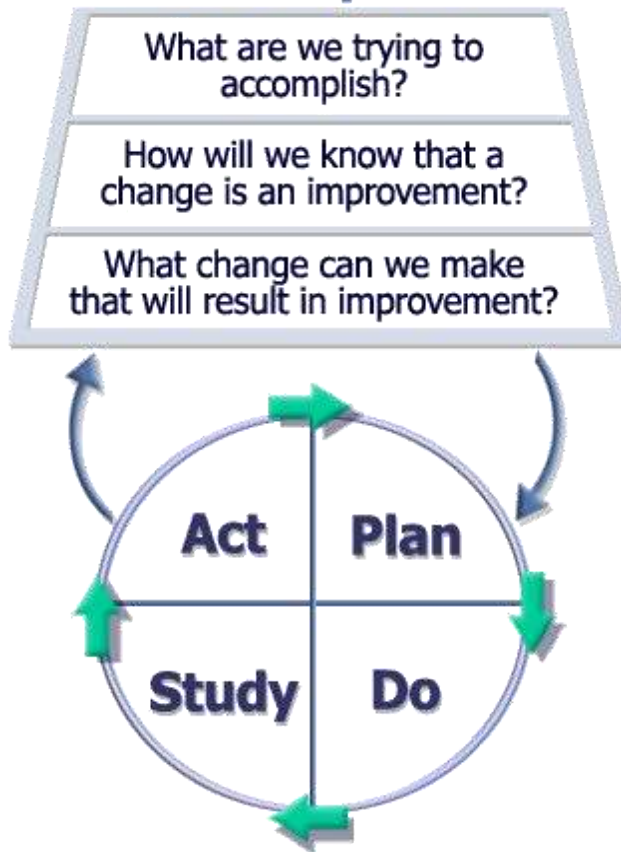 What are we trying to
accomplish?
How will we know that a
change is an improvement?
What change can we make
that will result in improvement?
Act
Plan
Study
Do